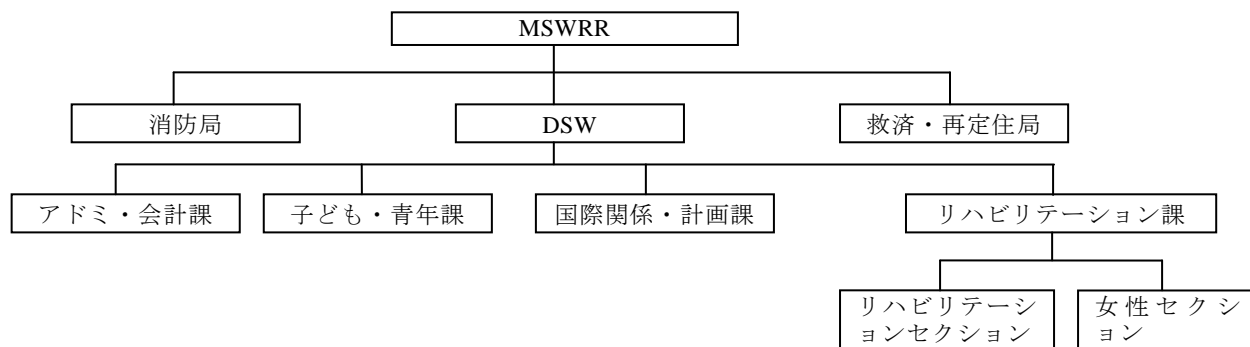 MSWRR
消防局
DSW
救済・再定住局
アドミ・会計課
子ども・青年課
国際関係・計画課
リハビリテーション課
リハビリテーシ
ョンセクション
女性セクシ
ョン